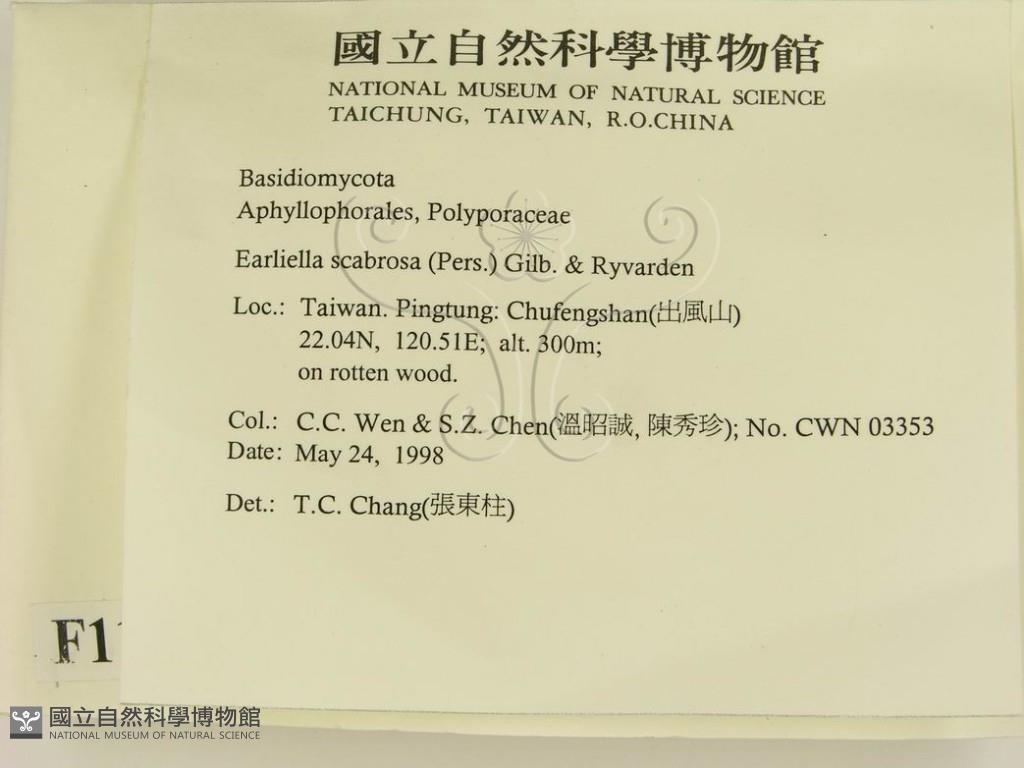 國立自然科學博物館
NATIONAL MUSEUM OF NATURAL SCIENCE
TAICHUNG, TAIWAN, R.O.CHINA
Basidiomycota
Aphyllophorales, Polyporaceae
Earliella scabrosa (Pers.) Gilb. & Ryvarden
Loc.: Taiwan. Pingtung: Chufengshan(出風山)
22.04N, 120.51E; alt. 300m;
on rotten wood.
Col.: C.C. Wen & S.Z. Chen(溫昭誠, 陳秀珍); No. CWN 03353
Date: May 24, 1998
Det.: T.C. Chang(張東柱)
國立自然科學博物館
NATIONAL MUSEUM OF NATURAL SCIENCE